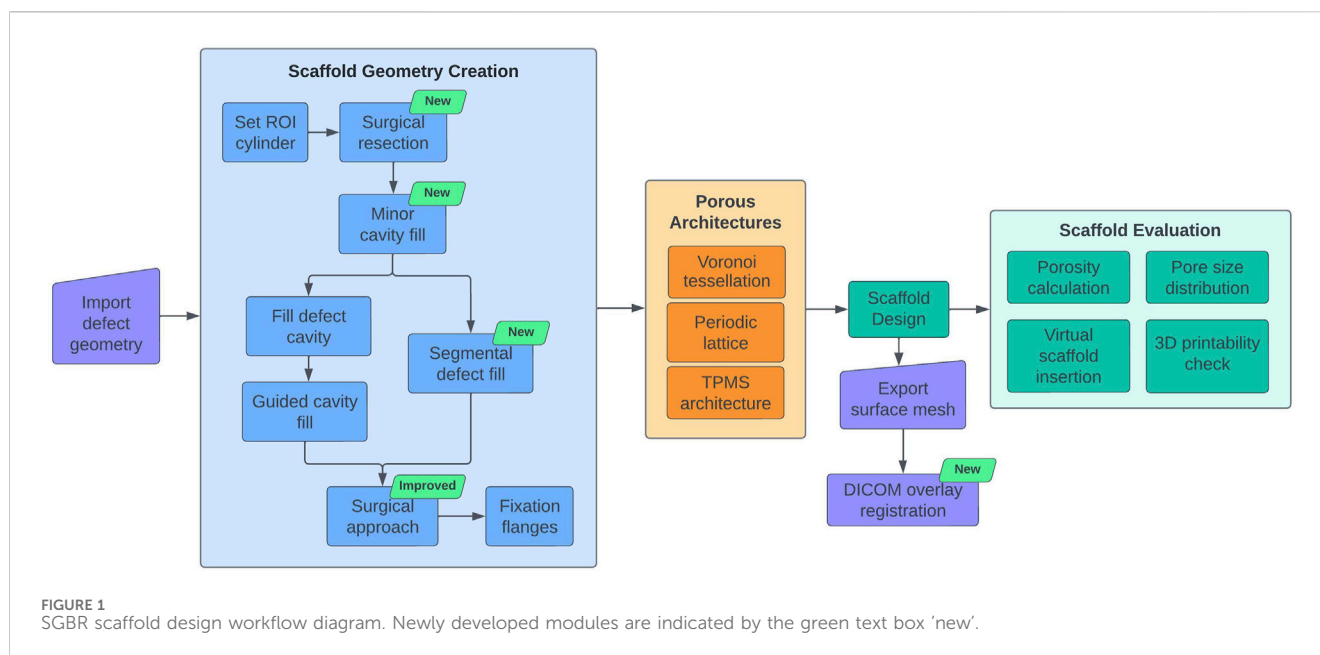 Scaffold Geometry Creation
Set ROI
cylinder
New
Surgical
resection
New
Minor
cavity fill
Import
defect
geometry
Fill defect
cavity
New
Segmental
defect fill
Guided cavity
fill
Improved
Surgical
approach
Fixation
flanges
Porous
Architectures
Voronoi
tessellation
Periodic
lattice
TPMS
architecture
Scaffold
Design
Export
surface mesh
New
DICOM overlay
registration
Scaffold Evaluation
Porosity
calculation
Pore size
distribution
Virtual
scaffold
insertion
3D printability
check
FIGURE 1
SGBR scaffold design workflow diagram. Newly developed modules are indicated by the green text box ‘new’.